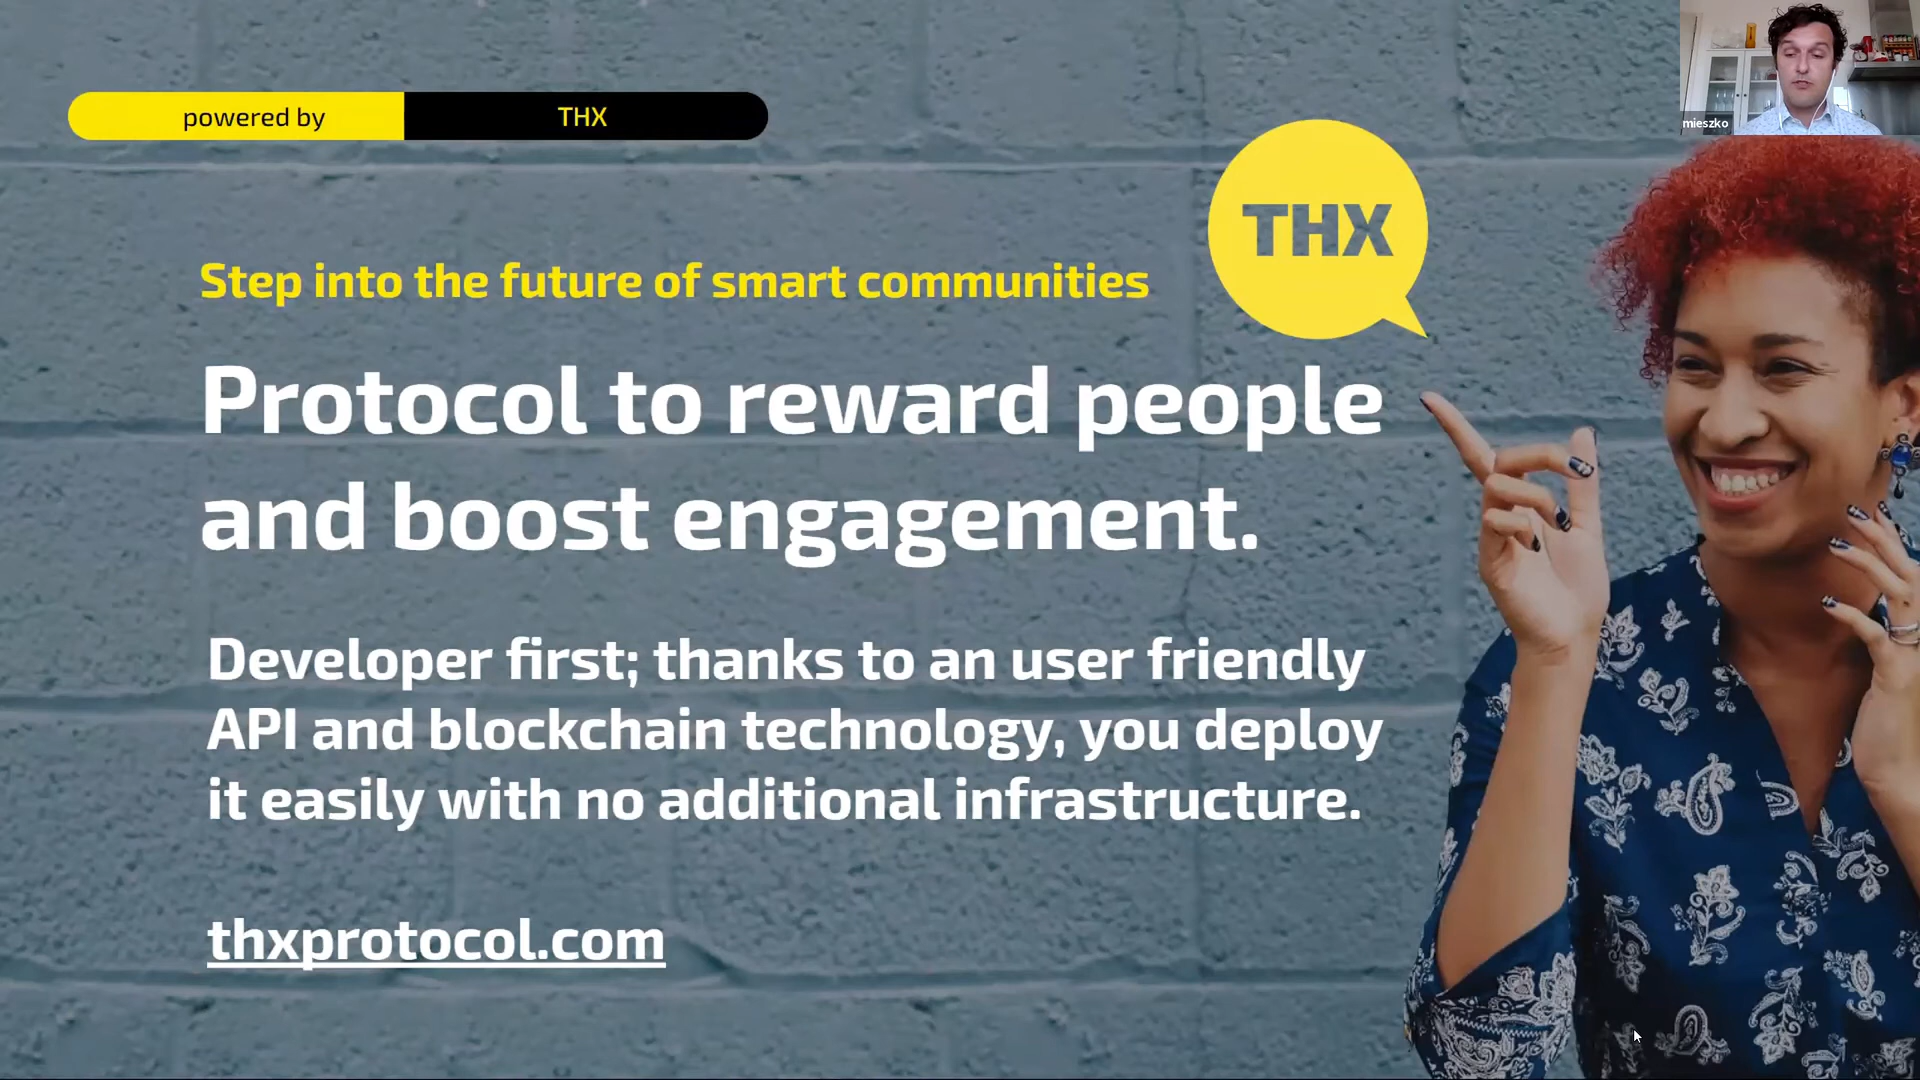 mieszko
powered by THX
THX
Step into the future of smart communities
Protocol to reward people
and boost engagement.
Developer first; thanks to an user friendly
API and blockchain technology, you deploy
it easily with no additional infrastructure.
thxprotocol.com